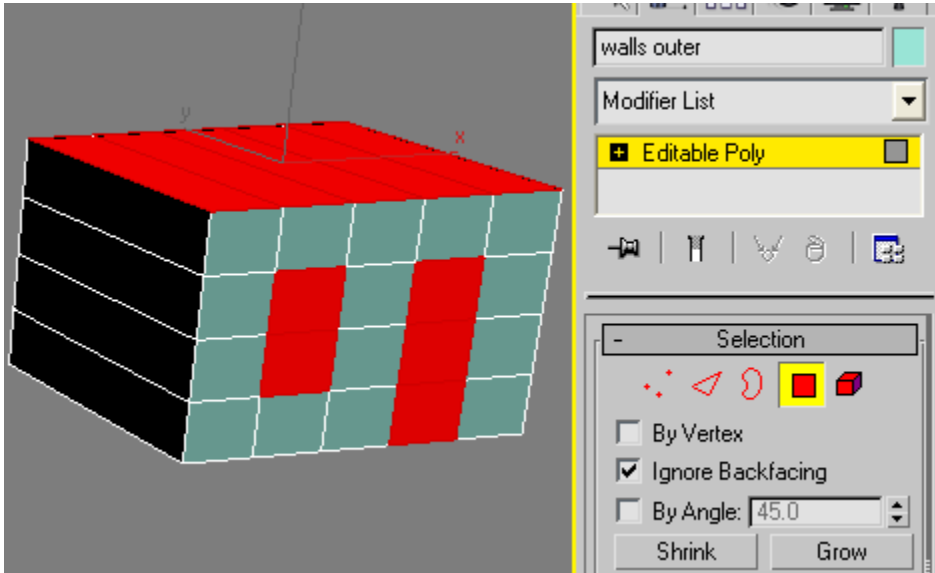 walls outer
Modifier List
Editable Poly
y
x
- Selection
By Vertex
Ignore Backfacing
By Angle: 45.0
Shrink Grow